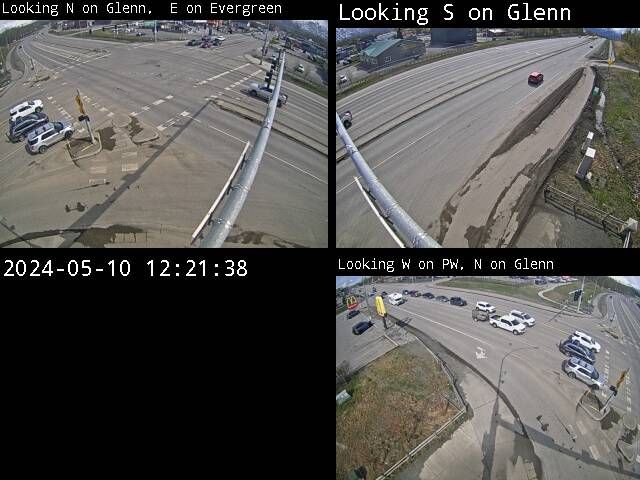 Looking N on Glenn, E on Evergreen
Looking S on Glenn
2024-05-10 12:21:38
Looking W on PW, N on Glenn